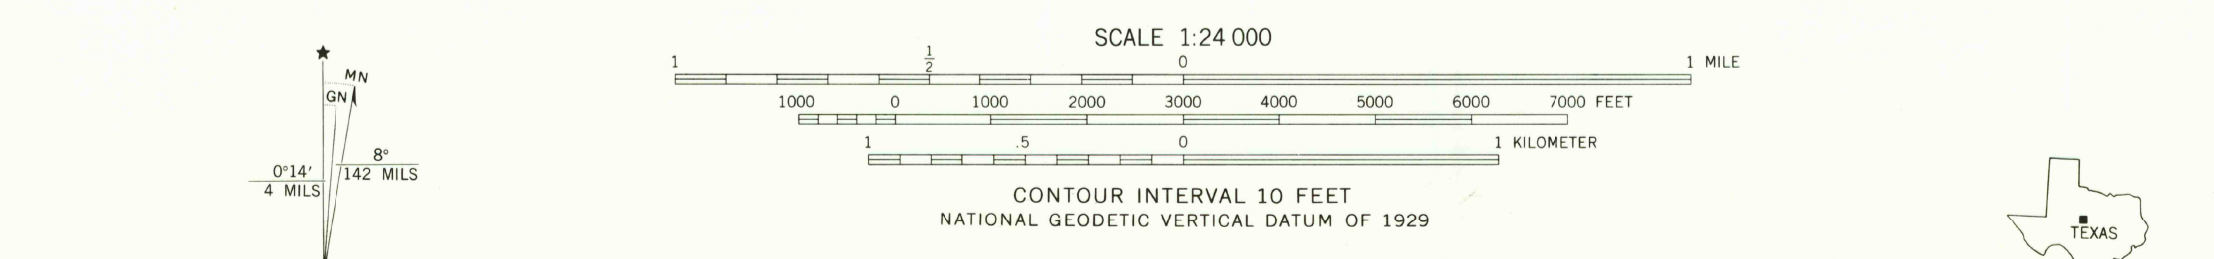 SCALE 1:24 000
1 1/2 0 1 MILE
1000 0 1000 2000 3000 4000 5000 6000 7000 FEET
1 .5 0 1 KILOMETER
CONTOUR INTERVAL 10 FEET
NATIONAL GEODETIC VERTICAL DATUM OF 1929
★
MN
GN
0°14′
4 MILS
8°
142 MILS
TEXAS